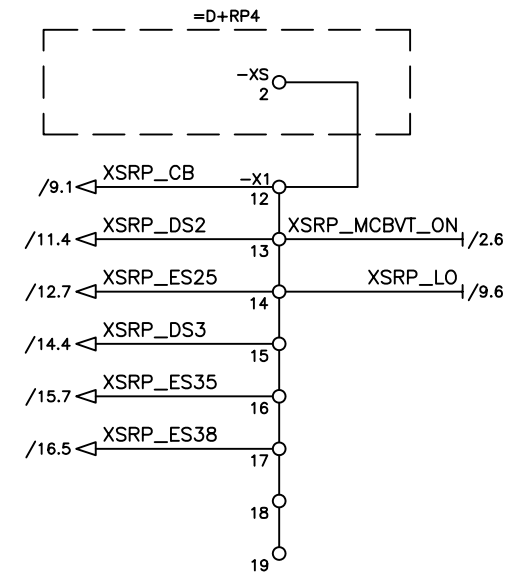 =D+RP4
-XS
2
/9.1 XSRP_CB -X1
12
/11.4 XSRP_DS2 XSRP_MCBVT_ON /2.6
13
/12.7 XSRP_ES25 XSRP_LO /9.6
14
/14.4 XSRP_DS3
15
/15.7 XSRP_ES35
16
/16.5 XSRP_ES38
17
18
19